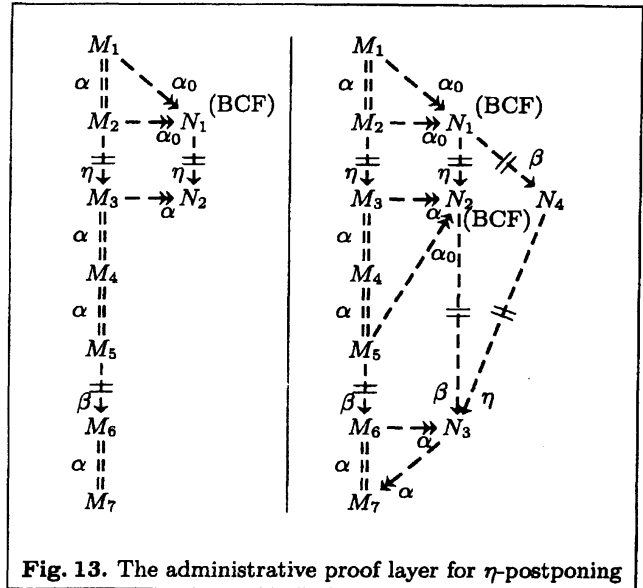 M₁ M₁
α α₀ α α₀
(BCF) (BCF)
M₂ α₀ N₁ M₂ α₀ N₁
η η η η β
M₃ α N₂ M₃ α N₂ (BCF) N₄
α α α₀
M₄ M₄
α α
M₅ M₅
β β β η
M₆ M₆ α N₃
α α α
M₇ M₇
Fig. 13. The administrative proof layer for η-postponing